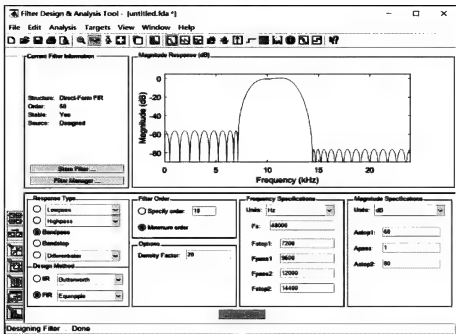 Filter Design & Analysis Tool - [untitled.fda *]
File Edit Analysis Targets View Window Help
Current Filter Information
Structure: Direct-Form FIR
Order: 50
Stable: Yes
Source: Designed
Store Filter ...
Filter Manager ...
Magnitude Response (dB)
Magnitude (dB)
0
-20
-40
-60
-80
0 5 10 15 20
Frequency (kHz)
Response Type
Lowpass
Highpass
Bandpass
Bandstop
Differentiator
Design Method
IIR Butterworth
FIR Equiripple
Filter Order
Specify order: 10
Minimum order
Options
Density Factor: 20
Frequency Specifications
Units: Hz
Fs: 48000
Fstop1: 7200
Fpass1 9600
Fpass2 12000
Fstop2: 14400
Magnitude Specifications
Units: dB
Astop1: 60
Apass: 1
Astop2: 80
Designing Filter ... Done